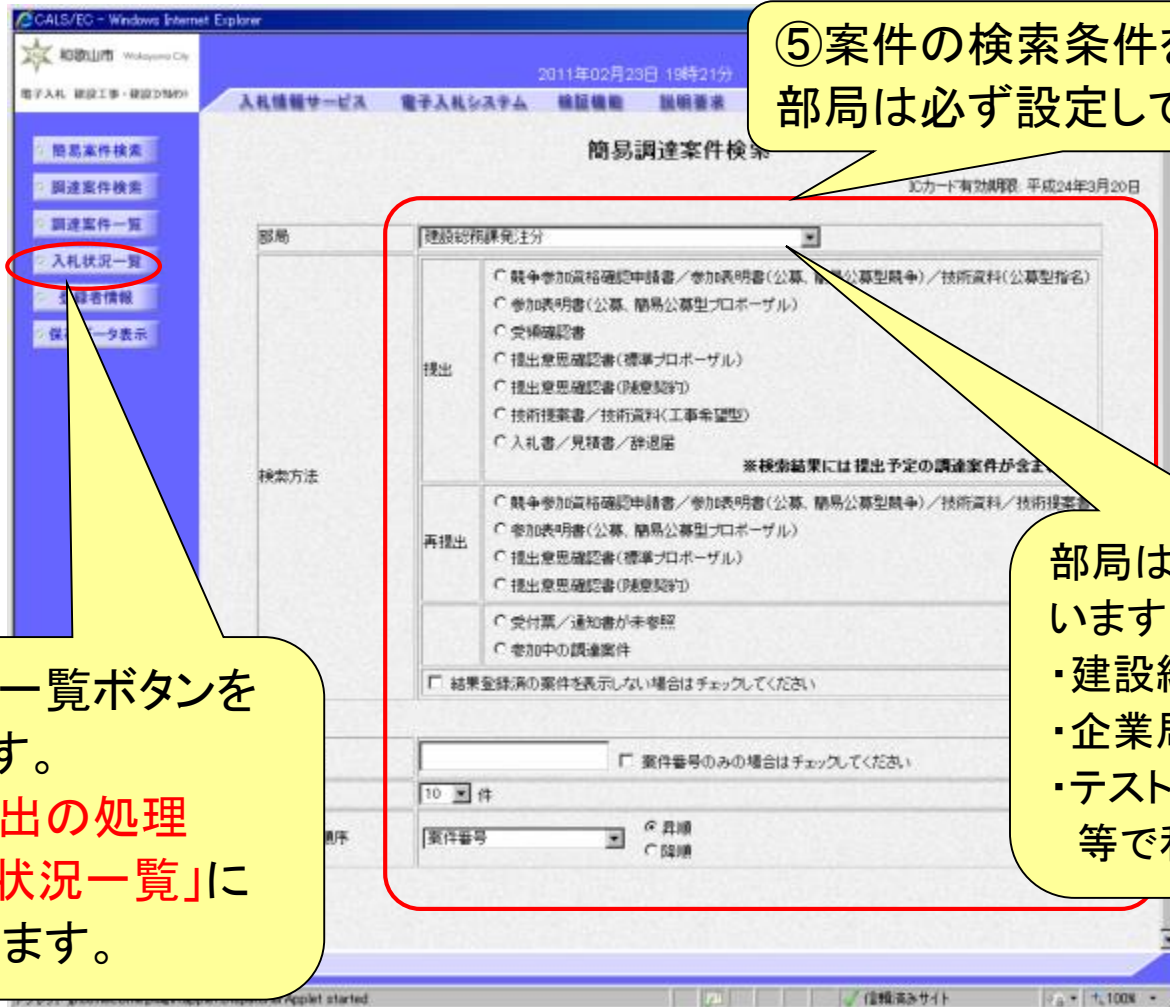 CALS/EC - Windows Internet Explorer
和歌山市 Wakayama City
2011年02月23日 19時21分
入札情報サービス 電子入札システム 検証機能 説明要求
⑤案件の検索条件を
部局は必ず設定して
簡易案件検索
調達案件検索
調達案件一覧
入札状況一覧
登録者情報
保存データ表示
簡易調達案件検索
ICカード有効期限 平成24年3月20日
部局 建設総務課発注分
検索方法
提出
競争参加資格確認申請書/参加表明書(公募、簡易公募型競争)/技術資料(公募型指名)
参加表明書(公募、簡易公募型プロポーザル)
受領確認書
提出意思確認書(標準プロポーザル)
提出意思確認書(随意契約)
技術提案書/技術資料(工事希望型)
入札書/見積書/辞退届
※検索結果には提出予定の調達案件が含ま
再提出
競争参加資格確認申請書/参加表明書(公募、簡易公募型競争)/技術資料/技術提案書
参加表明書(公募、簡易公募型プロポーザル)
提出意思確認書(標準プロポーザル)
提出意思確認書(随意契約)
受付票/通知書が未参照
参加中の調達案件
結果登録済の案件を表示しない場合はチェックしてください
案件番号のみの場合はチェックしてください
10 件
順序 案件番号 昇順
降順
部局は
います
・建設総
・企業局
・テスト
等で利
一覧ボタンを
す。
出の処理
状況一覧」に
ます。
Applet started
信頼済みサイト
100%